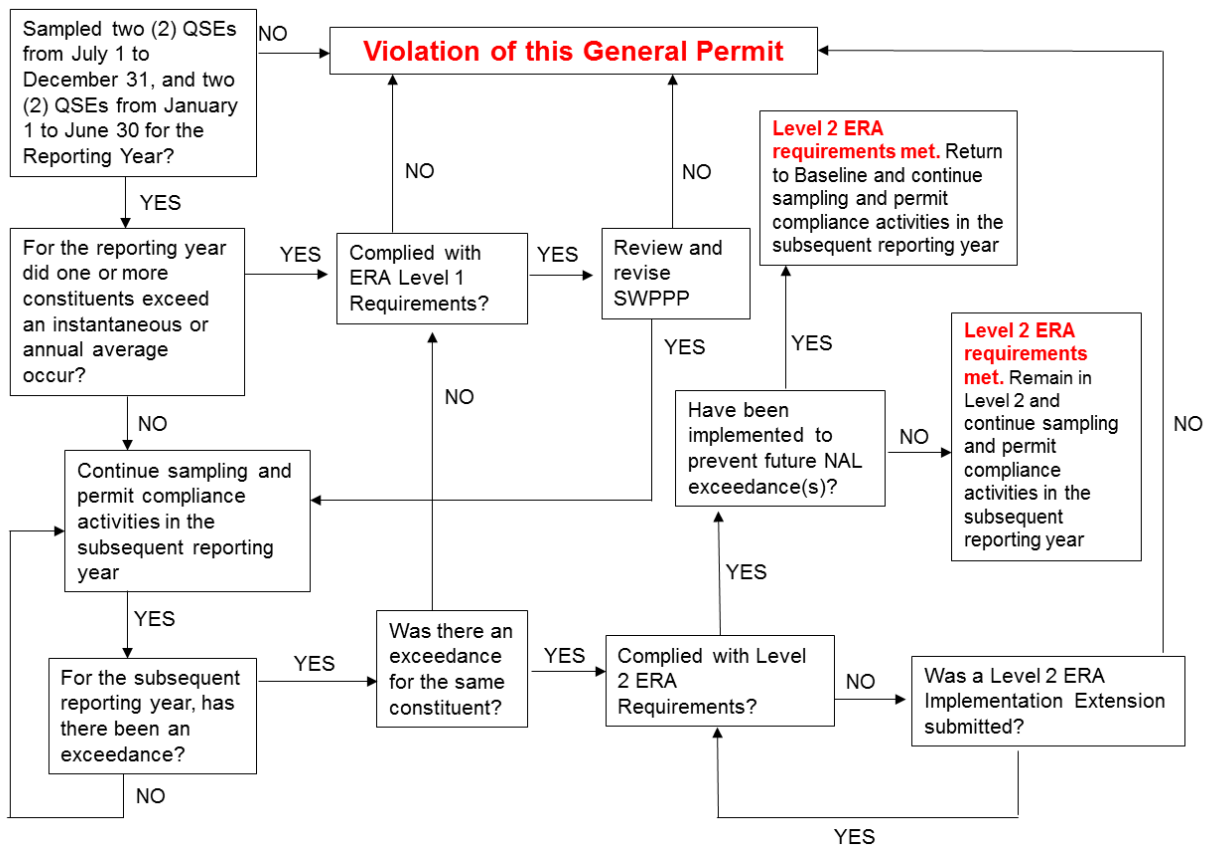 Sampled two (2) QSEs
from July 1 to
December 31, and two
(2) QSEs from January
1 to June 30 for the
Reporting Year?
NO
Violation of this General Permit
NO
NO
Level 2 ERA
requirements met. Return
to Baseline and continue
sampling and permit
compliance activities in the
subsequent reporting year
YES
For the reporting year
did one or more
constituents exceed
an instantaneous or
annual average
occur?
YES
Complied with
ERA Level 1
Requirements?
YES
Review and
revise
SWPPP
YES
YES
Level 2 ERA
requirements
met. Remain in
Level 2 and
continue sampling
and permit
compliance
activities in the
subsequent
reporting year
NO
NO
Have been
implemented to
prevent future NAL
exceedance(s)?
NO
NO
Continue sampling and
permit compliance
activities in the
subsequent reporting
year
YES
YES
For the subsequent
reporting year, has
there been an
exceedance?
YES
Was there an
exceedance
for the same
constituent?
YES
Complied with Level
2 ERA
Requirements?
NO
Was a Level 2 ERA
Implementation Extension
submitted?
NO
YES